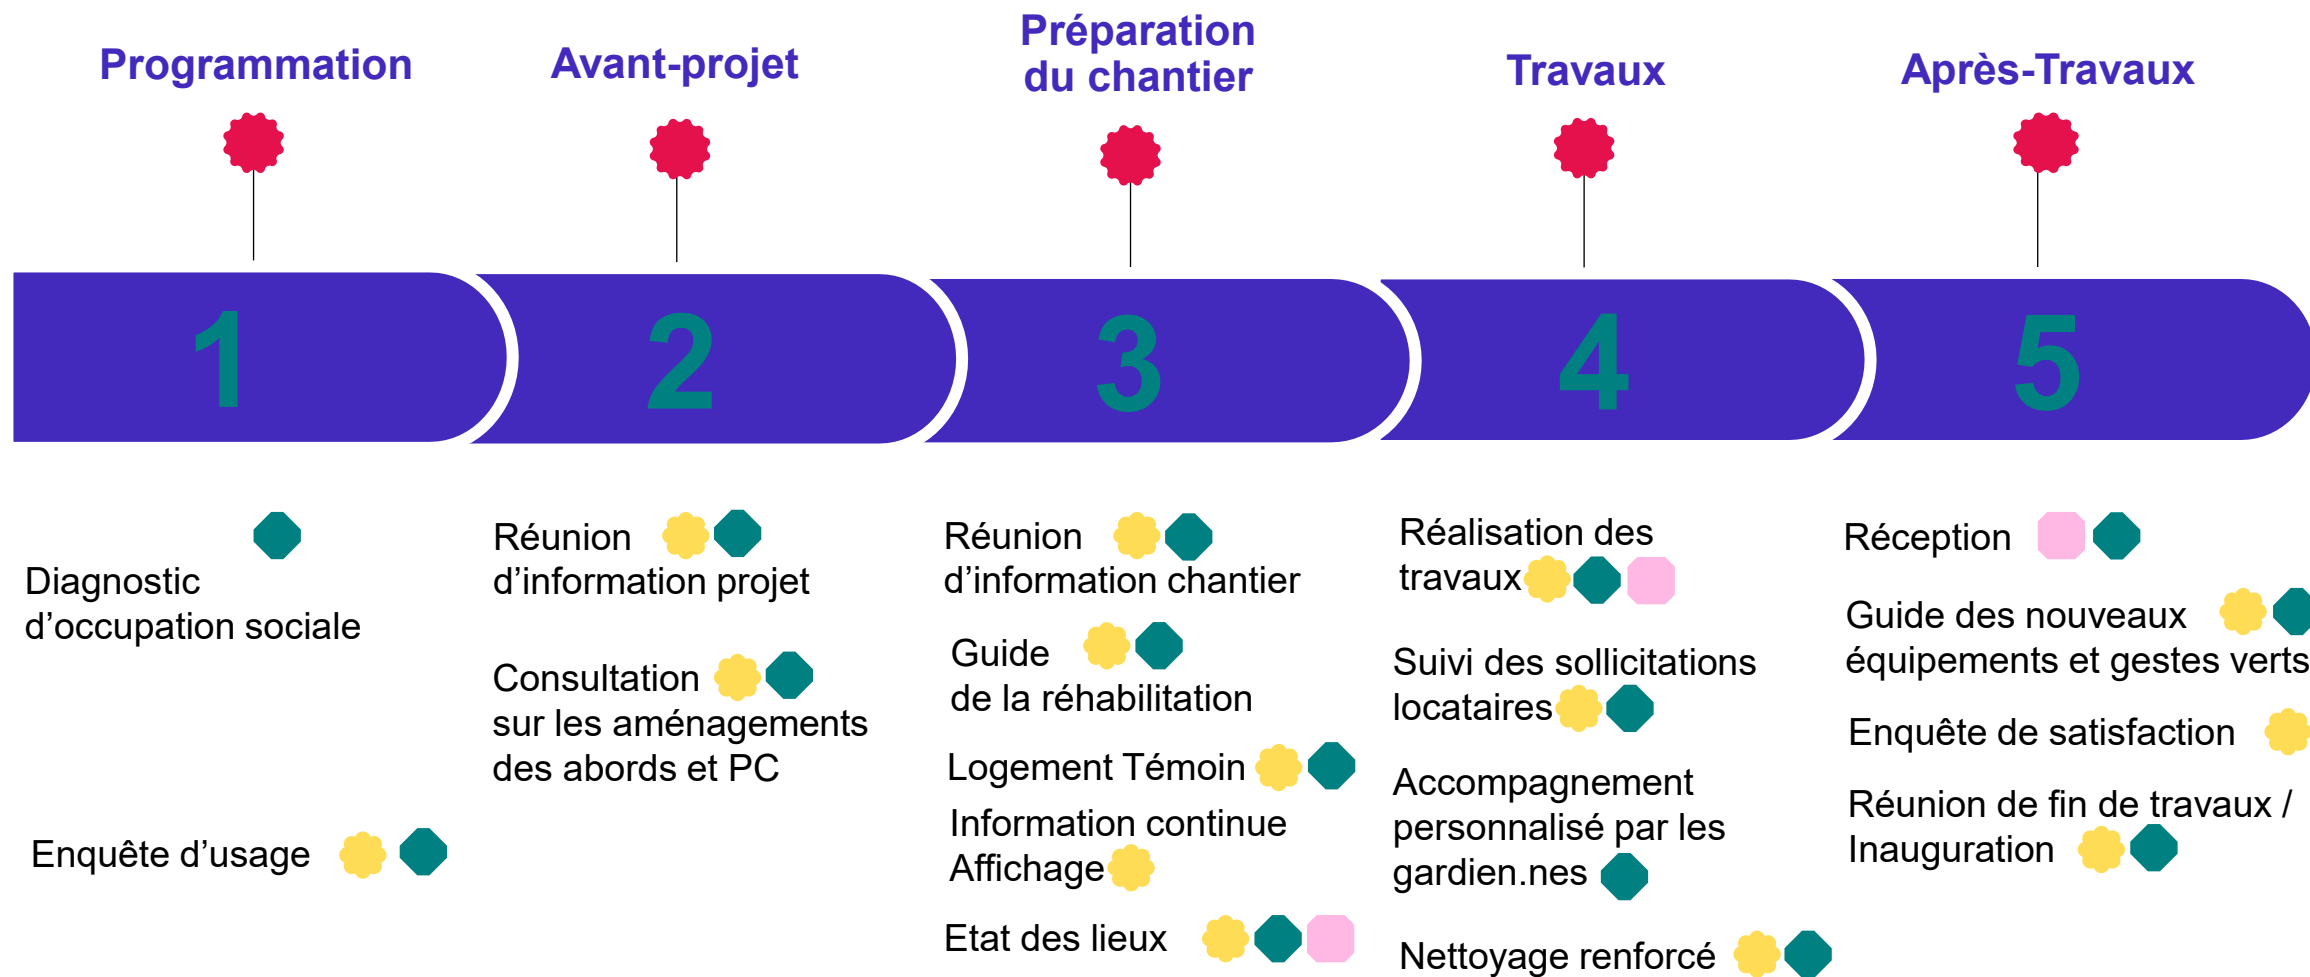 Programmation
Avant-projet
Préparation
du chantier
Travaux
Après-Travaux
1
2
3
4
5
Diagnostic
d’occupation sociale
Enquête d’usage
Réunion
d’information projet
Consultation
sur les aménagements
des abords et PC
Réunion
d’information chantier
Guide
de la réhabilitation
Logement Témoin
Information continue
Affichage
Etat des lieux
Réalisation des
travaux
Suivi des sollicitations
locataires
Accompagnement
personnalisé par les
gardien.nes
Nettoyage renforcé
Réception
Guide des nouveaux
équipements et gestes verts
Enquête de satisfaction
Réunion de fin de travaux /
Inauguration